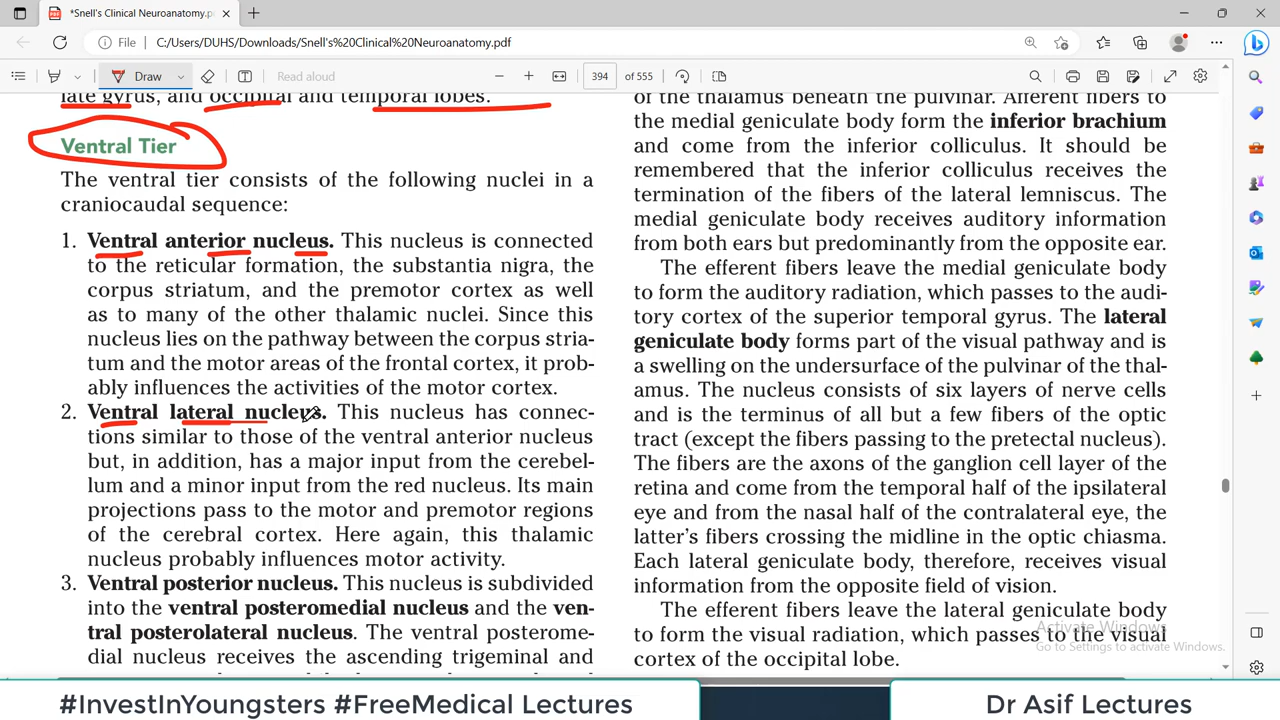 *Snell's Clinical Neuroanatomy.p
File
C:/Users/DUHS/Downloads/Snell's%20Clinical%20Neuroanatomy.pdf
Draw
Read aloud
394
of 555
late gyrus, and occipital and temporal lobes.
Ventral Tier
The ventral tier consists of the following nuclei in a
craniocaudal sequence:
1. Ventral anterior nucleus. This nucleus is connected
to the reticular formation, the substantia nigra, the
corpus striatum, and the premotor cortex as well
as to many of the other thalamic nuclei. Since this
nucleus lies on the pathway between the corpus stria-
tum and the motor areas of the frontal cortex, it prob-
ably influences the activities of the motor cortex.
2. Ventral lateral nucleus. This nucleus has connec-
tions similar to those of the ventral anterior nucleus
but, in addition, has a major input from the cerebel-
lum and a minor input from the red nucleus. Its main
projections pass to the motor and premotor regions
of the cerebral cortex. Here again, this thalamic
nucleus probably influences motor activity.
3. Ventral posterior nucleus. This nucleus is subdivided
into the ventral posteromedial nucleus and the ven-
tral posterolateral nucleus. The ventral posterome-
dial nucleus receives the ascending trigeminal and
of the thalamus beneath the pulvinar. Afferent fibers to
the medial geniculate body form the inferior brachium
and come from the inferior colliculus. It should be
remembered that the inferior colliculus receives the
termination of the fibers of the lateral lemniscus. The
medial geniculate body receives auditory information
from both ears but predominantly from the opposite ear.
The efferent fibers leave the medial geniculate body
to form the auditory radiation, which passes to the audi-
tory cortex of the superior temporal gyrus. The lateral
geniculate body forms part of the visual pathway and is
a swelling on the undersurface of the pulvinar of the thal-
amus. The nucleus consists of six layers of nerve cells
and is the terminus of all but a few fibers of the optic
tract (except the fibers passing to the pretectal nucleus).
The fibers are the axons of the ganglion cell layer of the
retina and come from the temporal half of the ipsilateral
eye and from the nasal half of the contralateral eye, the
latter's fibers crossing the midline in the optic chiasma.
Each lateral geniculate body, therefore, receives visual
information from the opposite field of vision.
The efferent fibers leave the lateral geniculate body
to form the visual radiation, which passes to the visual
cortex of the occipital lobe.
Activate Windows
Go to Settings to activate Windows.
#InvestInYoungsters #FreeMedical Lectures
Dr Asif Lectures